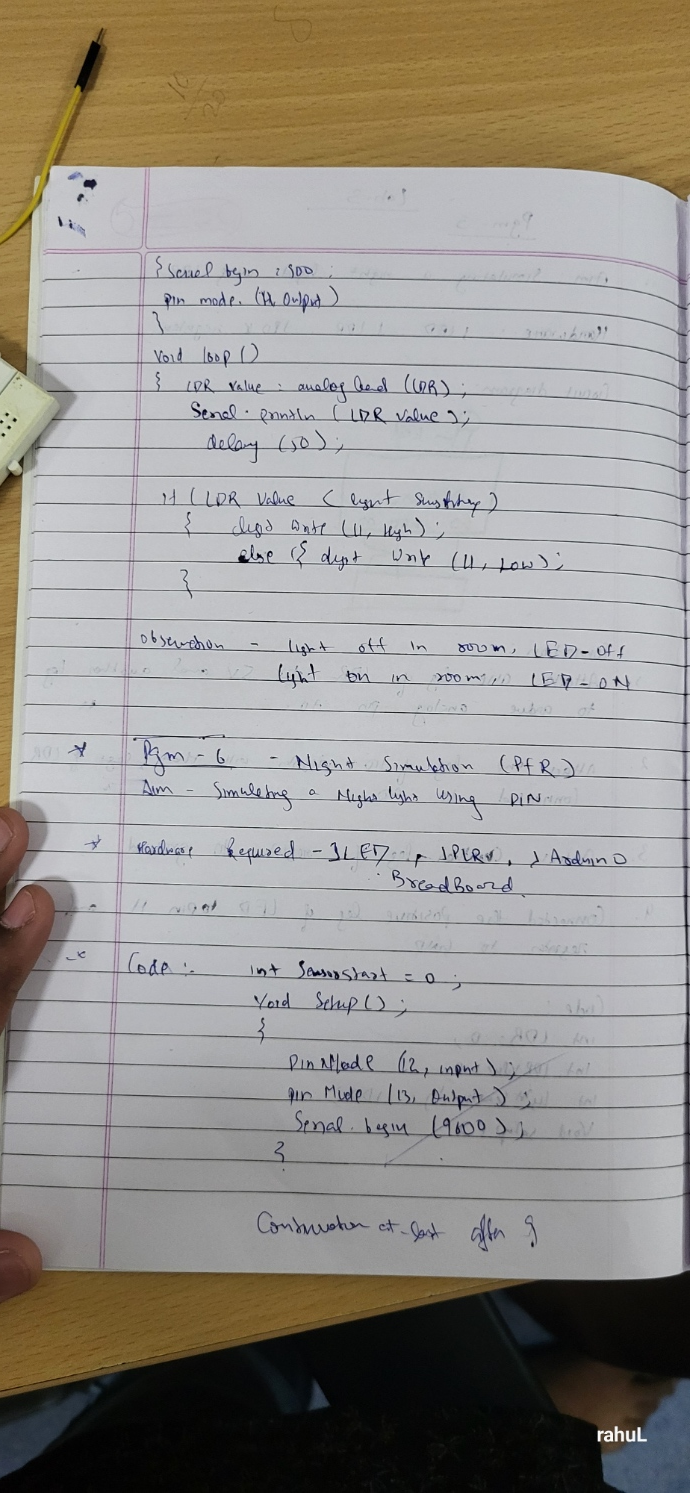 { Serial begin : 900 ;
pin mode. (11, Output)
}
Void loop ()
{ LDR value : analog Read (LDR) ;
Serial . println ( LDR value ) ;
delay (50) ;
If ( LDR Value < light Sensitivity )
{ digit write (11, High) ;
else ( { digit Write (11, Low) ;
}
Observation - light off in room, LED - Off
light on in room, LED - ON
* Pgm - 6 - Night Simulation (PIR)
Aim - Simulating a Night light Using PIN
* Hardware Required - 1 LED, 1 PIR, 1 Arduino
BreadBoard
* Code :- int Sensorstart = 0 ;
Void Setup () ;
{
pinMode (12, input) ;
pin Mode (13, Output) ;
Serial . begin (9600) ;
}
Continuation at last after }
rahuL